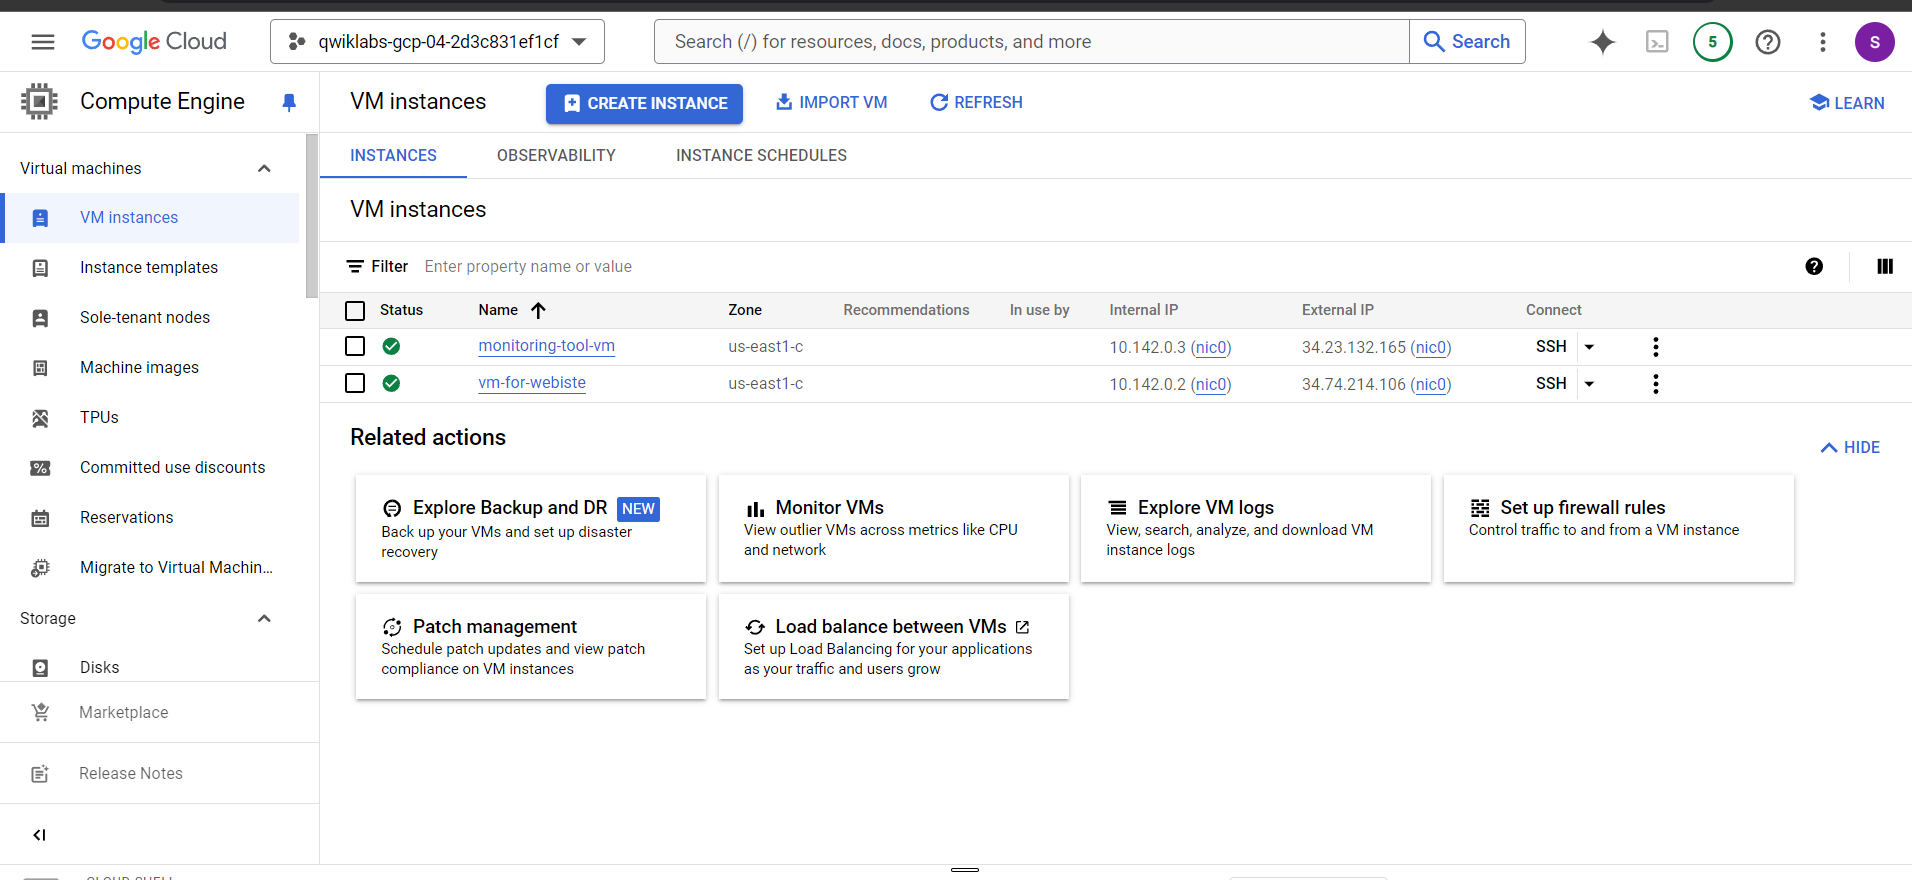 Google Cloud
qwiklabs-gcp-04-2d3c831ef1cf
Search (/) for resources, docs, products, and more
Search
5
S
Compute Engine
VM instances
CREATE INSTANCE
IMPORT VM
REFRESH
LEARN
Virtual machines
VM instances
Instance templates
Sole-tenant nodes
Machine images
TPUs
Committed use discounts
Reservations
Migrate to Virtual Machin...
Storage
Disks
Marketplace
Release Notes
INSTANCES OBSERVABILITY INSTANCE SCHEDULES
VM instances
Filter Enter property name or value
Status Name Zone Recommendations In use by Internal IP External IP Connect
monitoring-tool-vm us-east1-c 10.142.0.3 (nic0) 34.23.132.165 (nic0) SSH
vm-for-webiste us-east1-c 10.142.0.2 (nic0) 34.74.214.106 (nic0) SSH
Related actions
HIDE
Explore Backup and DR NEW
Back up your VMs and set up disaster
recovery
Monitor VMs
View outlier VMs across metrics like CPU
and network
Explore VM logs
View, search, analyze, and download VM
instance logs
Set up firewall rules
Control traffic to and from a VM instance
Patch management
Schedule patch updates and view patch
compliance on VM instances
Load balance between VMs
Set up Load Balancing for your applications
as your traffic and users grow
CLOUD SHELL